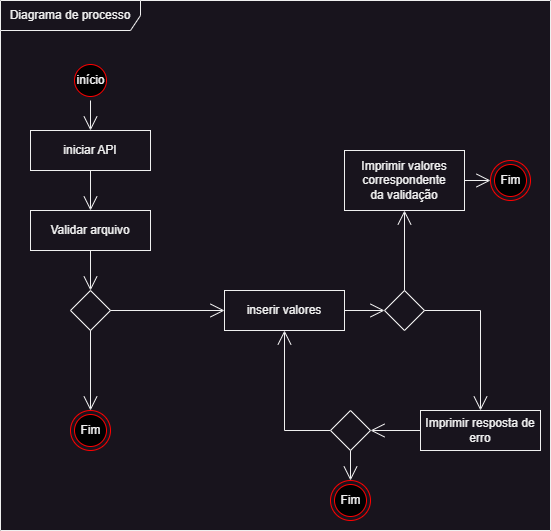 Diagrama de processo
início
iniciar API
Validar arquivo
Imprimir valores
correspondente
da validação
Fim
inserir valores
Fim
Imprimir resposta de
erro
Fim